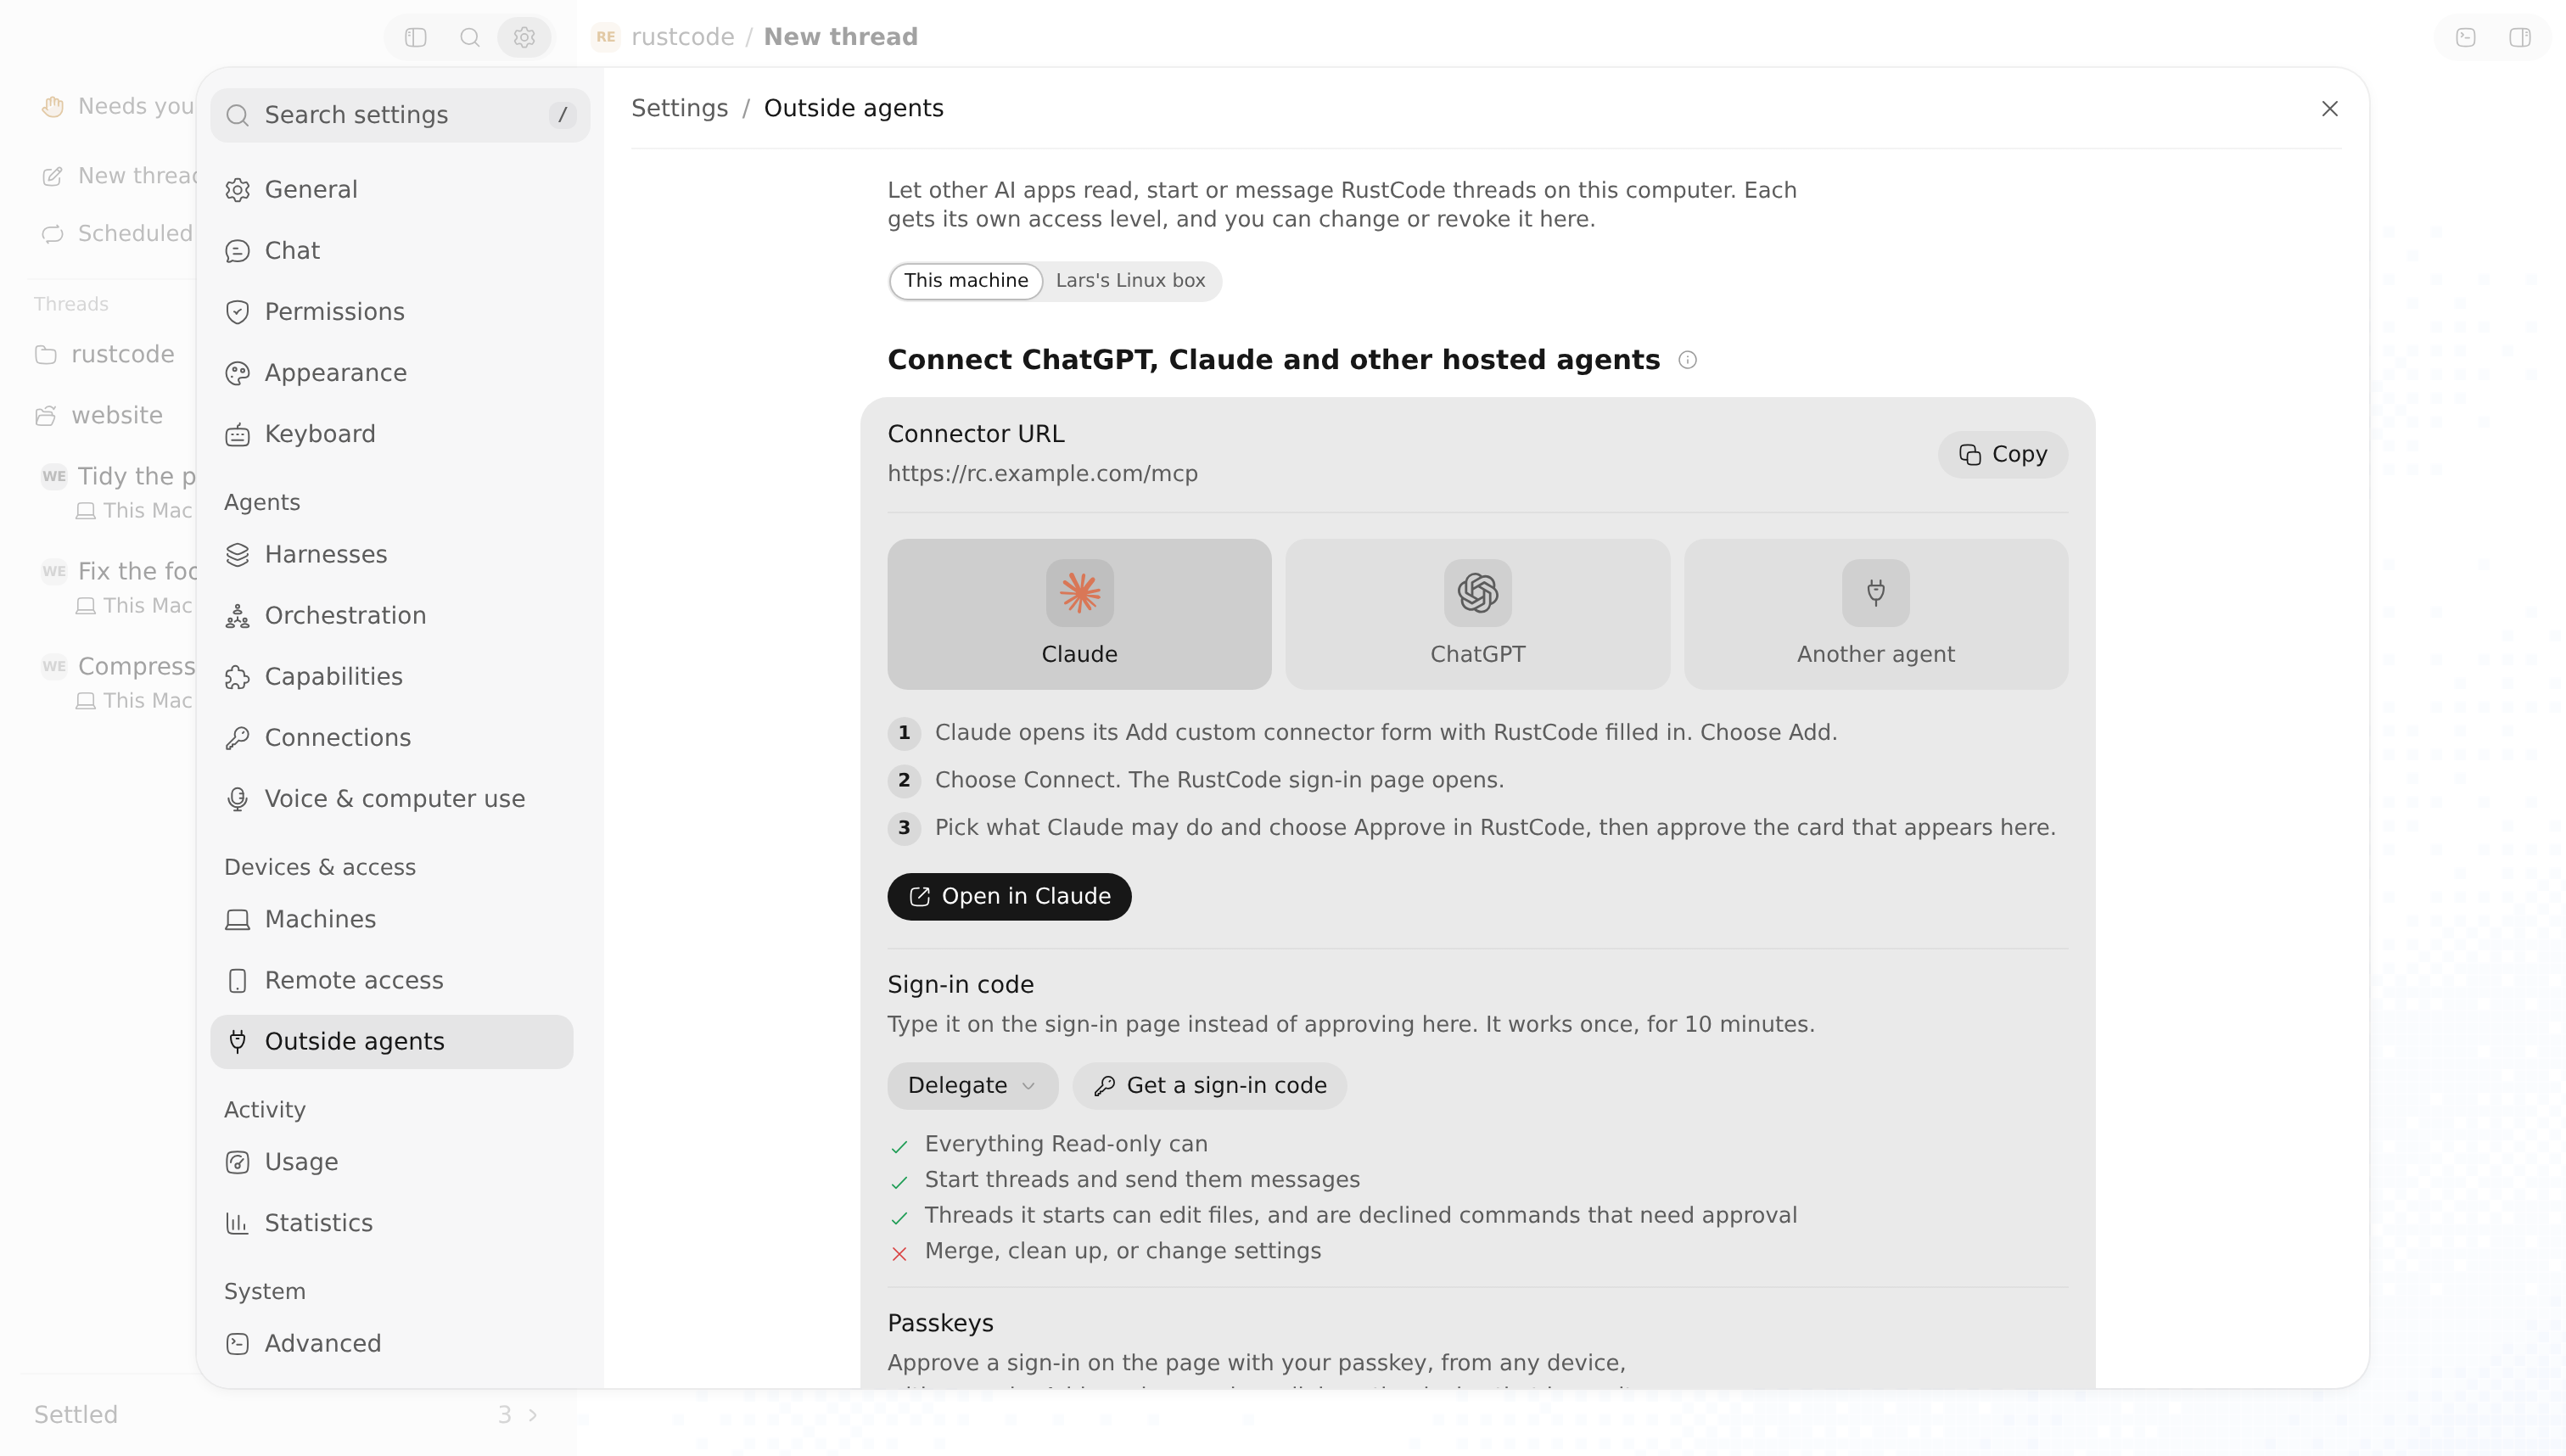 RE rustcode / New thread
Needs you
New thread
Scheduled
Threads
rustcode
website
WE Tidy the p
This Mac
WE Fix the foo
This Mac
WE Compress
This Mac
Settled 3
Search settings /
General
Chat
Permissions
Appearance
Keyboard
Agents
Harnesses
Orchestration
Capabilities
Connections
Voice & computer use
Devices & access
Machines
Remote access
Outside agents
Activity
Usage
Statistics
System
Advanced
Settings / Outside agents
Let other AI apps read, start or message RustCode threads on this computer. Each
gets its own access level, and you can change or revoke it here.
This machine Lars's Linux box
Connect ChatGPT, Claude and other hosted agents
Connector URL
https://rc.example.com/mcp
Copy
Claude ChatGPT Another agent
1 Claude opens its Add custom connector form with RustCode filled in. Choose Add.
2 Choose Connect. The RustCode sign-in page opens.
3 Pick what Claude may do and choose Approve in RustCode, then approve the card that appears here.
Open in Claude
Sign-in code
Type it on the sign-in page instead of approving here. It works once, for 10 minutes.
Delegate Get a sign-in code
Everything Read-only can
Start threads and send them messages
Threads it starts can edit files, and are declined commands that need approval
Merge, clean up, or change settings
Passkeys
Approve a sign-in on the page with your passkey, from any device,